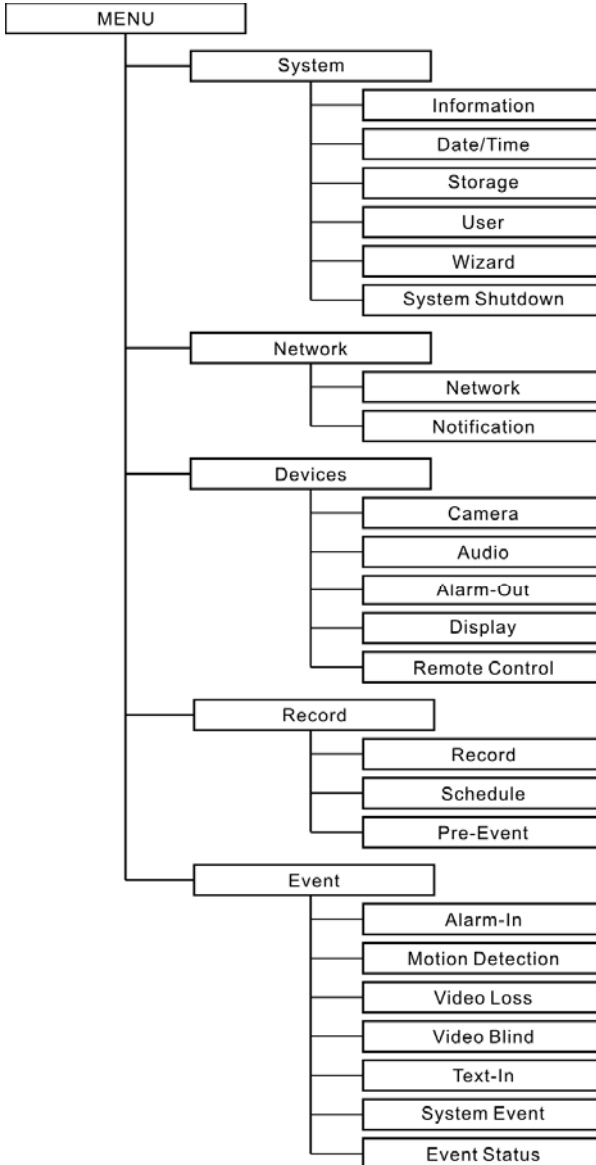 MENU
System
Information
Date/Time
Storage
User
Wizard
System Shutdown
Network
Network
Notification
Devices
Camera
Audio
Alarm-Out
Display
Remote Control
Record
Record
Schedule
Pre-Event
Event
Alarm-In
Motion Detection
Video Loss
Video Blind
Text-In
System Event
Event Status